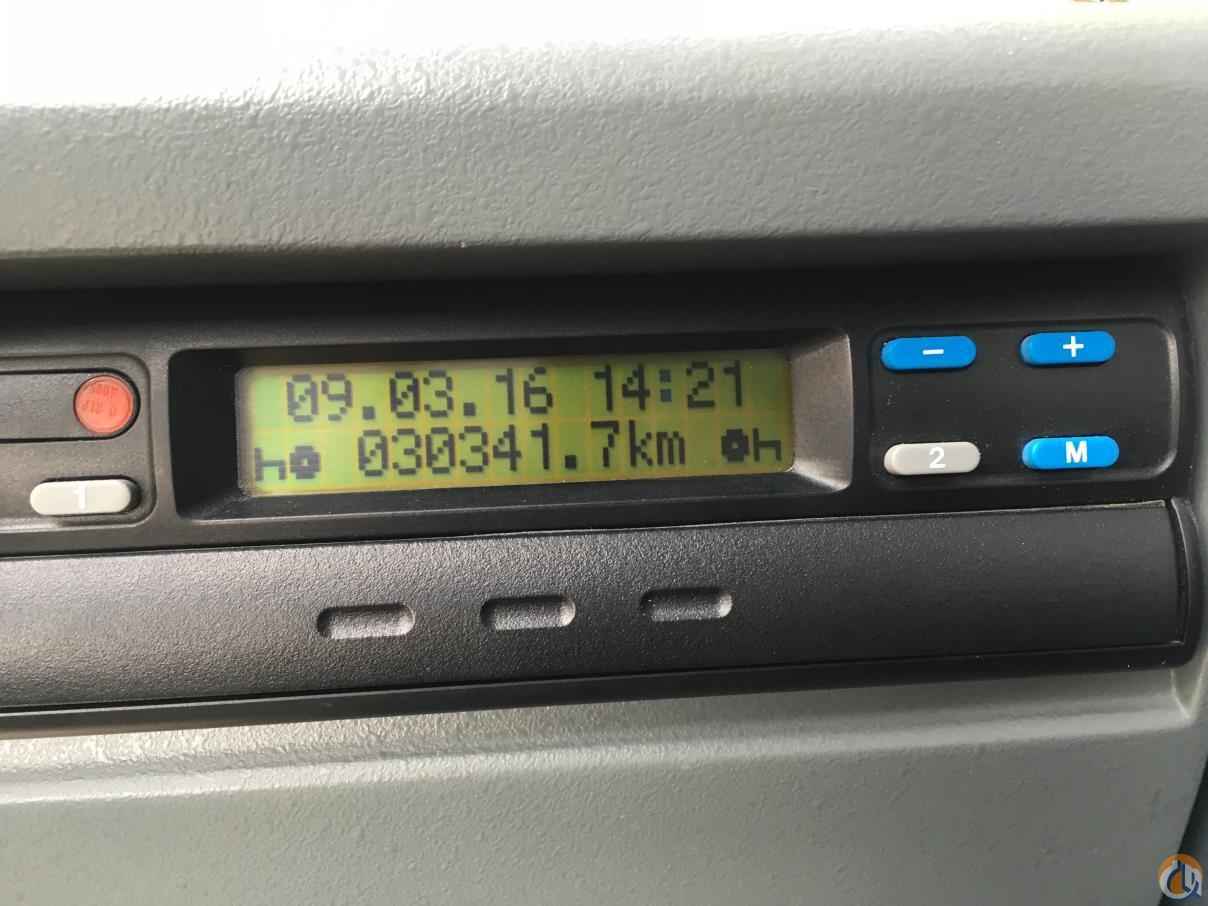 09.03.16 14:21
h 030341.7km h
- +
1 2 M